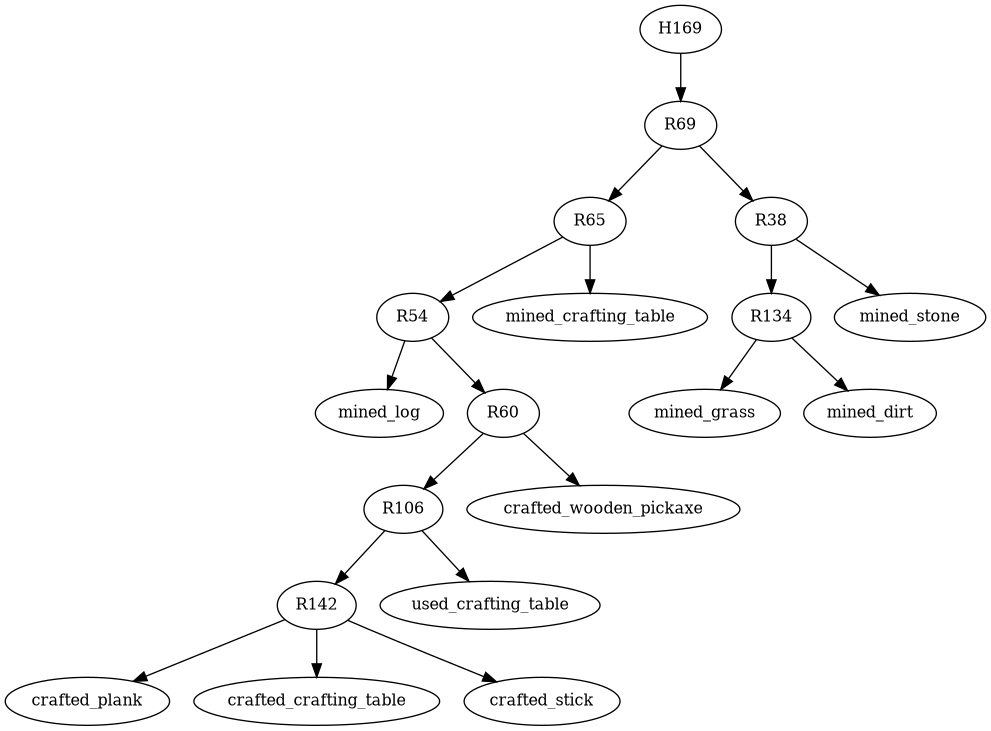 H169
R69
R65
R38
R54
mined_crafting_table
R134
mined_stone
mined_log
R60
mined_grass
mined_dirt
R106
crafted_wooden_pickaxe
R142
used_crafting_table
crafted_plank
crafted_crafting_table
crafted_stick